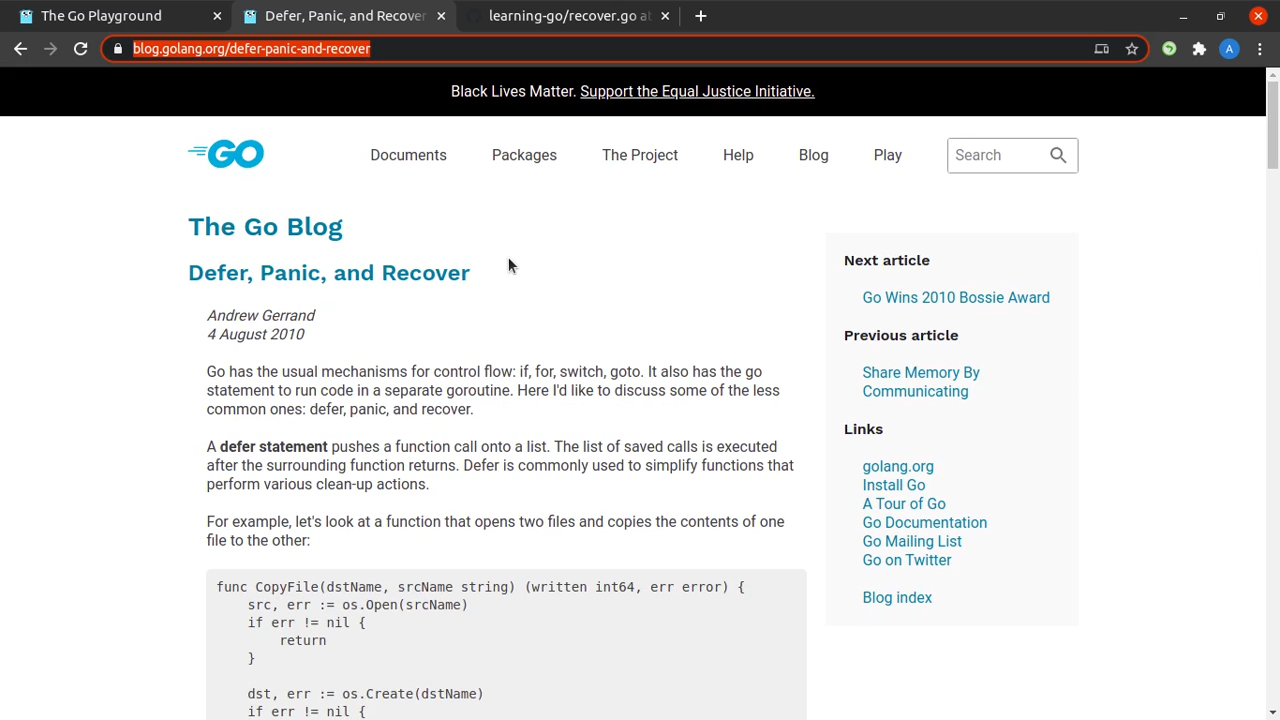 The Go Playground
Defer, Panic, and Recover
learning-go/recover.go a
blog.golang.org/defer-panic-and-recover
A
Black Lives Matter. Support the Equal Justice Initiative.
GO
Documents
Packages
The Project
Help
Blog
Play
Search
The Go Blog
Defer, Panic, and Recover
Andrew Gerrand
4 August 2010
Go has the usual mechanisms for control flow: if, for, switch, goto. It also has the go
statement to run code in a separate goroutine. Here I'd like to discuss some of the less
common ones: defer, panic, and recover.
A defer statement pushes a function call onto a list. The list of saved calls is executed
after the surrounding function returns. Defer is commonly used to simplify functions that
perform various clean-up actions.
For example, let's look at a function that opens two files and copies the contents of one
file to the other:
func CopyFile(dstName, srcName string) (written int64, err error) {
src, err := os.Open(srcName)
if err != nil {
return
}
dst, err := os.Create(dstName)
if err != nil {
Next article
Go Wins 2010 Bossie Award
Previous article
Share Memory By
Communicating
Links
golang.org
Install Go
A Tour of Go
Go Documentation
Go Mailing List
Go on Twitter
Blog index